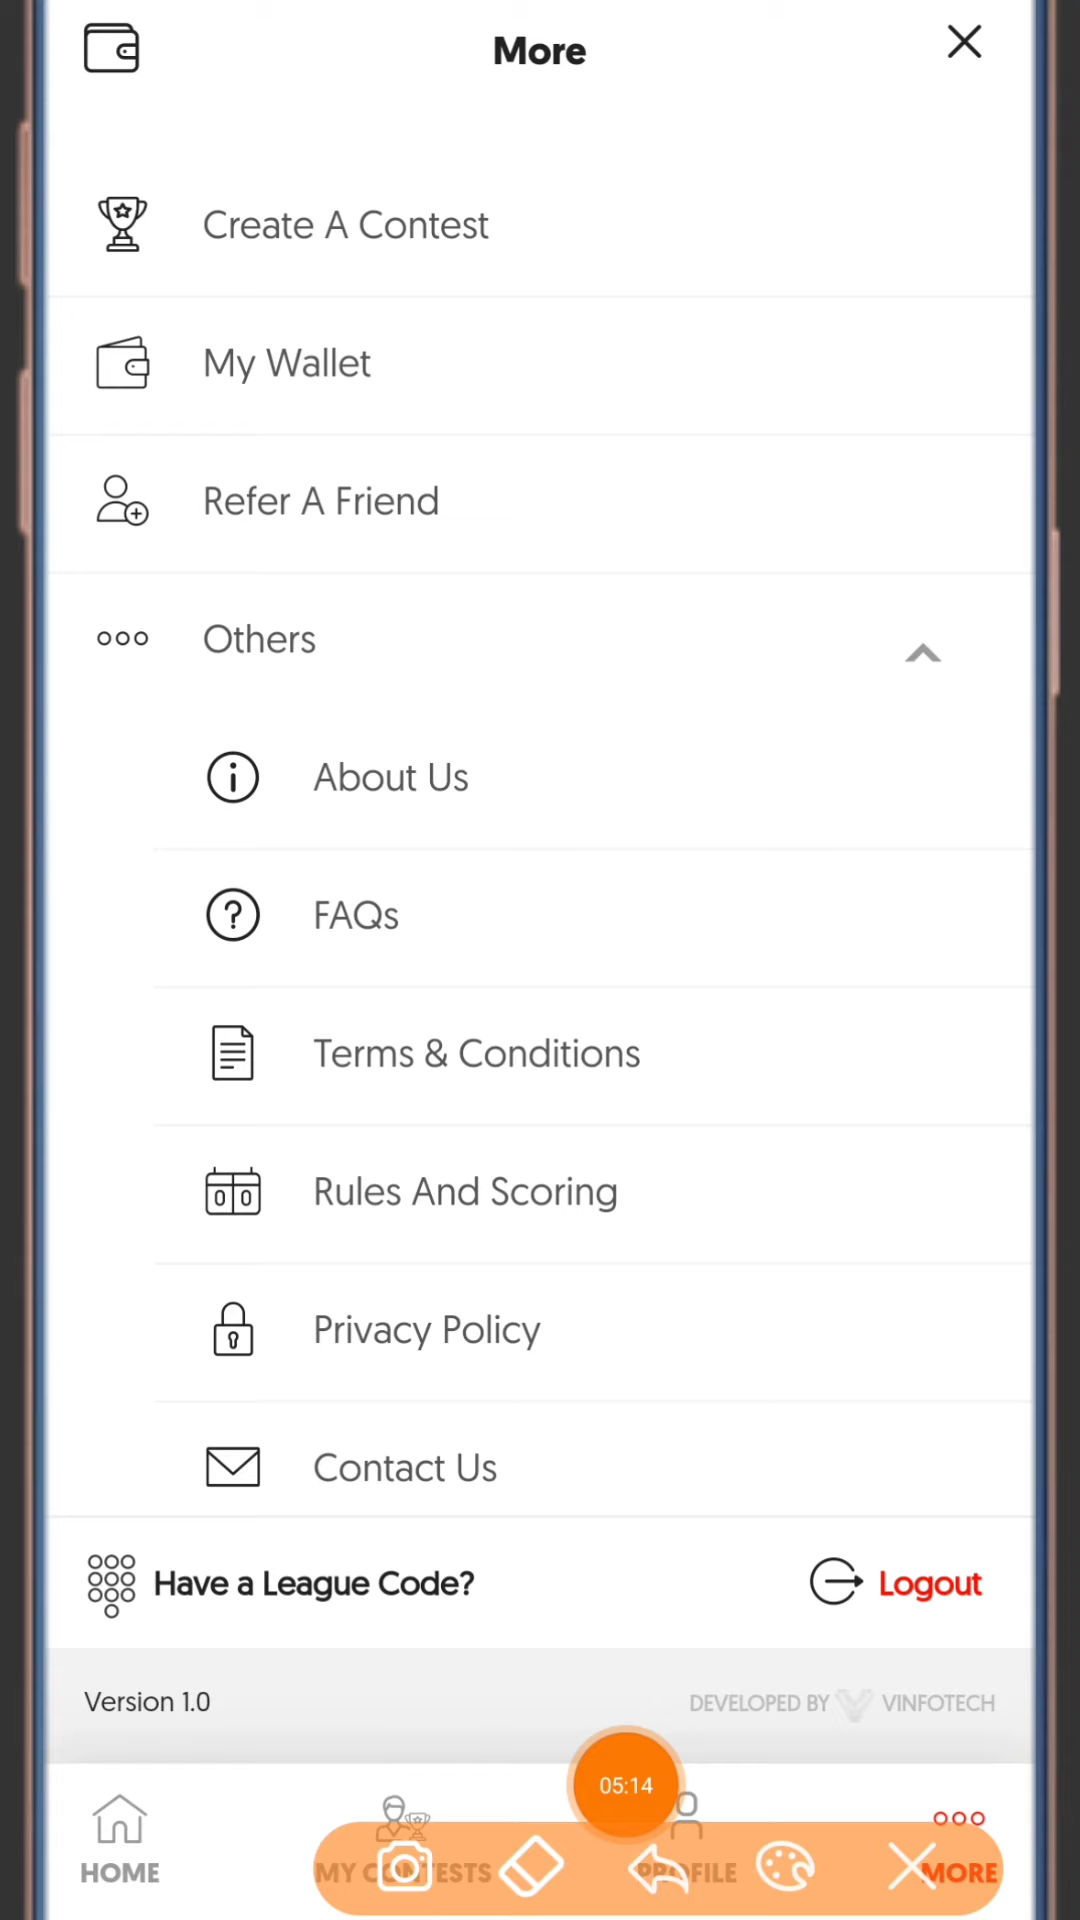 More
Create A Contest
My Wallet
Refer A Friend
Others
About Us
FAQs
Terms & Conditions
Rules And Scoring
Privacy Policy
Contact Us
Have a League Code?
Logout
Version 1.0
DEVELOPED BY VINFOTECH
05:14
HOME
MY CONTESTS
PROFILE
MORE